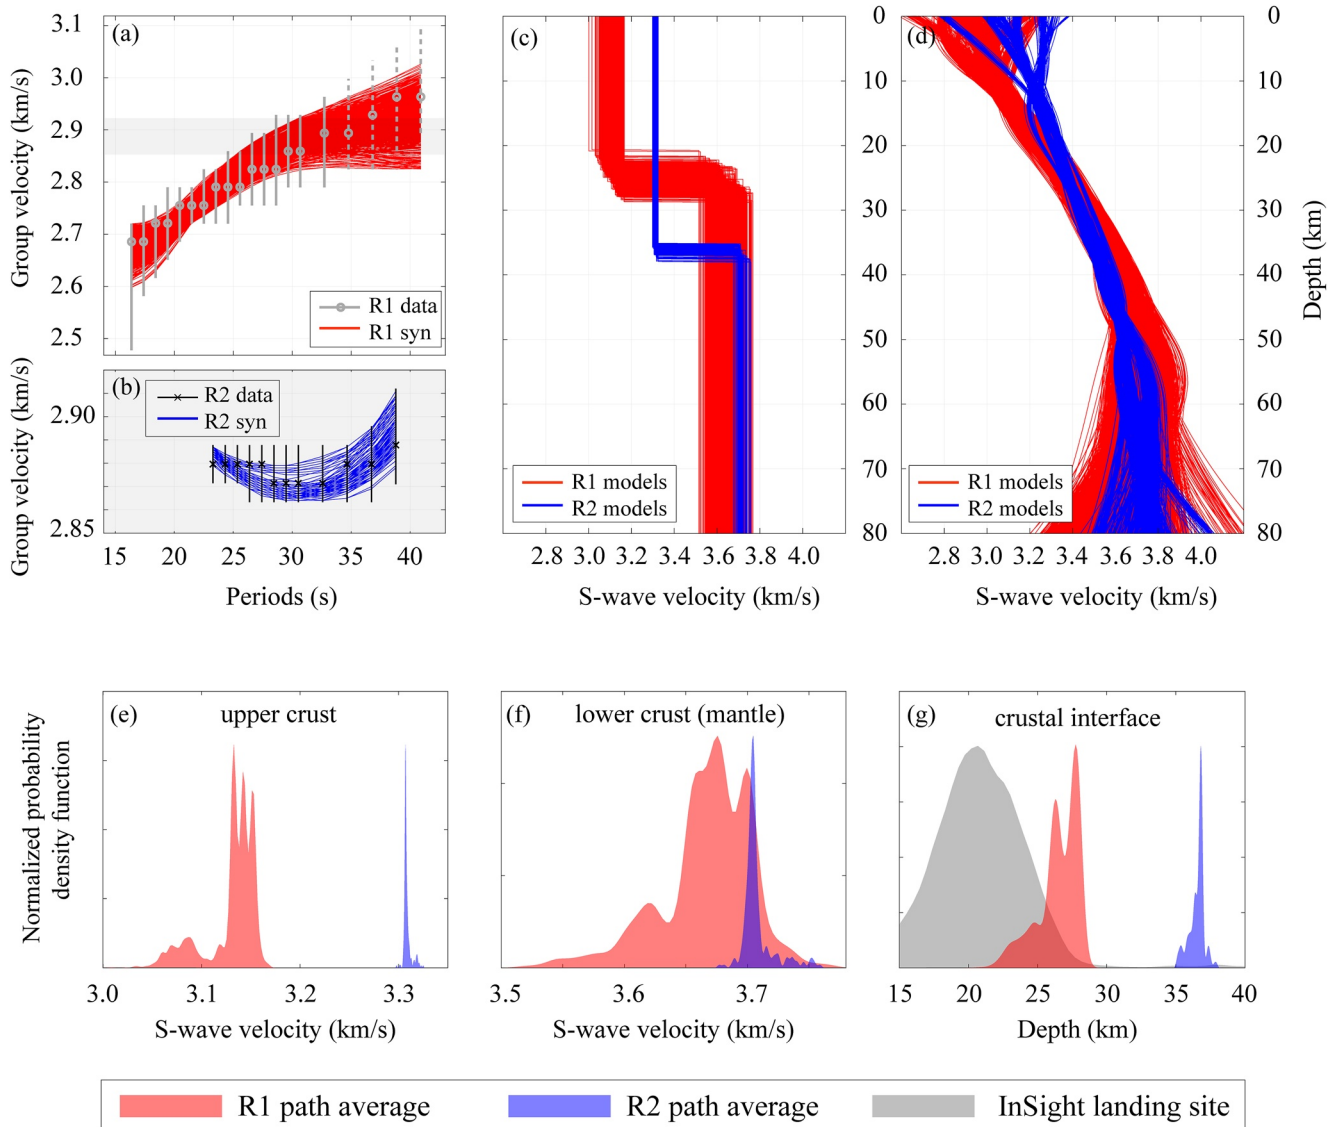 (a)
3.1
3.0
2.9
2.8
2.7
2.6
2.5
Group velocity (km/s)
R1 data
R1 syn
(b)
2.90
2.85
Group velocity (km/s)
R2 data
R2 syn
15 20 25 30 35 40
Periods (s)
(c)
R1 models
R2 models
2.8 3.0 3.2 3.4 3.6 3.8 4.0
S-wave velocity (km/s)
0
10
20
30
40
50
60
70
80
(d)
R1 models
R2 models
2.8 3.0 3.2 3.4 3.6 3.8 4.0
S-wave velocity (km/s)
0
10
20
30
40
50
60
70
80
Depth (km)
Normalized probability
density function
(e)
upper crust
3.0 3.1 3.2 3.3
S-wave velocity (km/s)
(f)
lower crust (mantle)
3.5 3.6 3.7
S-wave velocity (km/s)
(g)
crustal interface
15 20 25 30 35 40
Depth (km)
R1 path average
R2 path average
InSight landing site